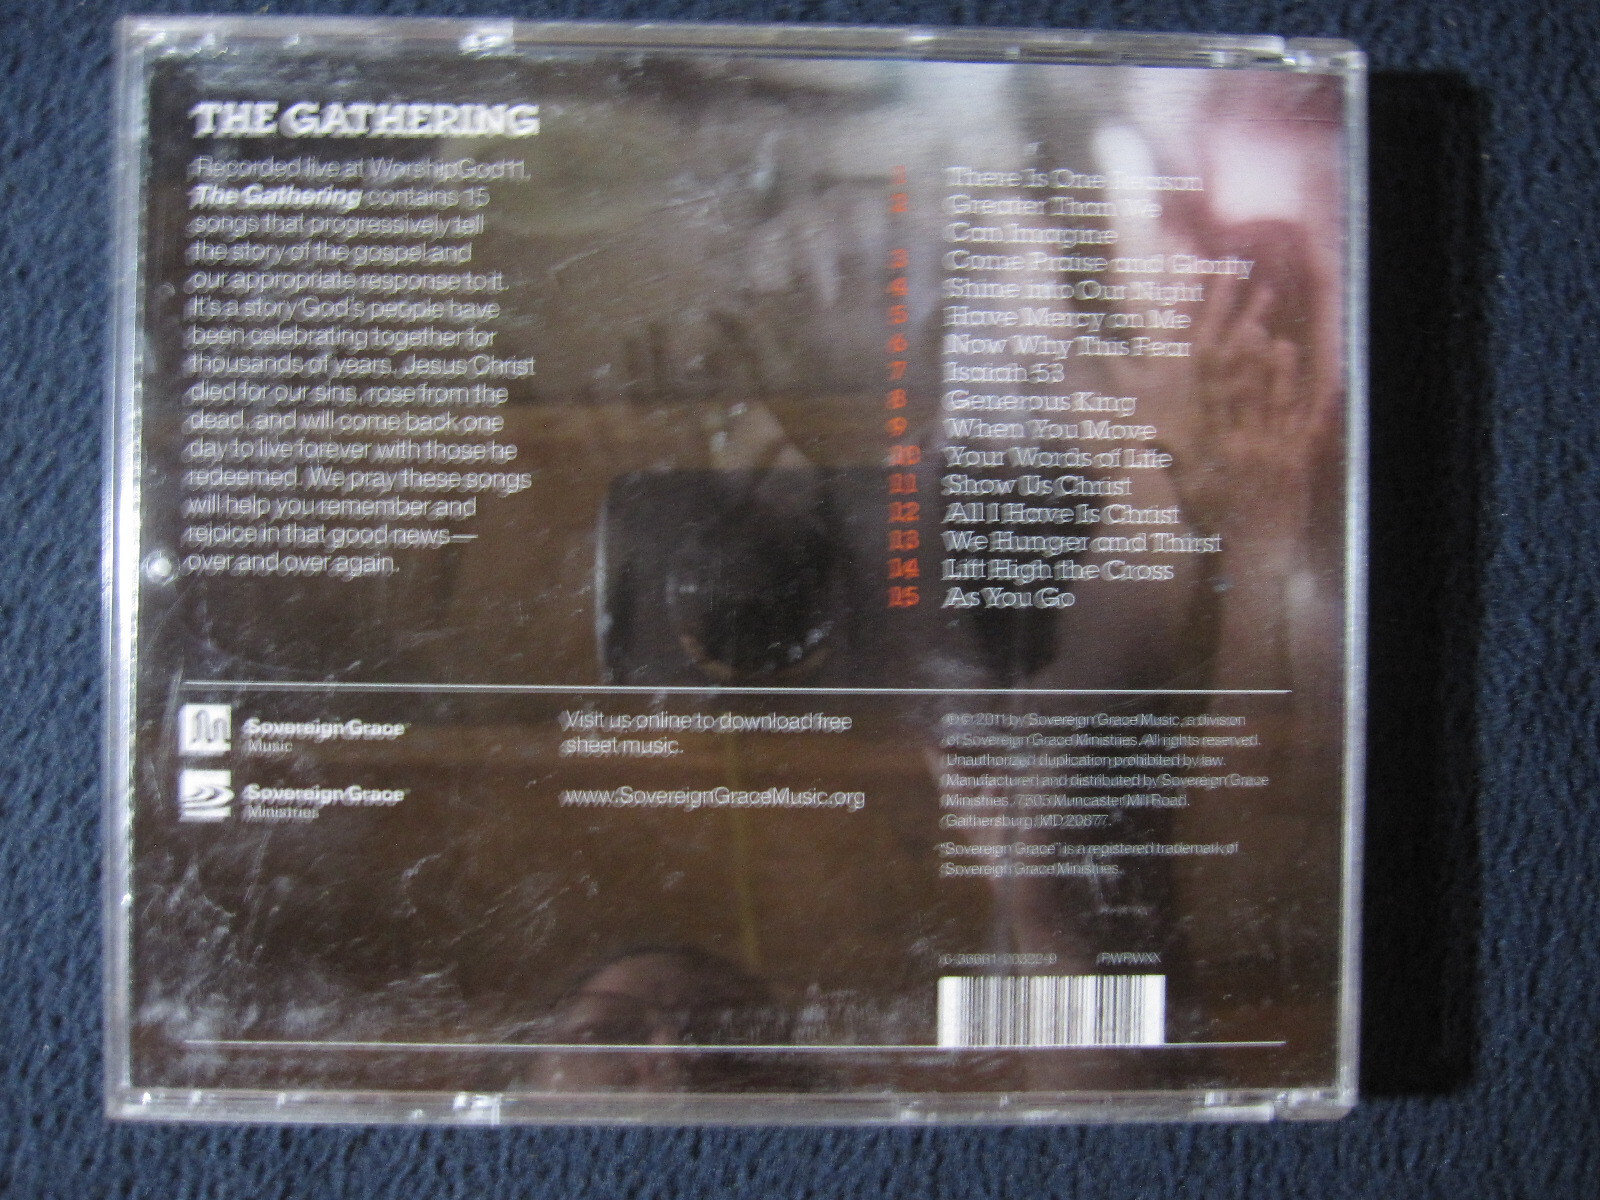 THE GATHERING
Recorded live at WorshipGod11,
The Gathering contains 15
songs that progressively tell
the story of the gospel and
our appropriate response to it.
It's a story God's people have
been celebrating together for
thousands of years. Jesus Christ
died for our sins, rose from the
dead, and will come back one
day to live forever with those he
redeemed. We pray these songs
will help you remember and
rejoice in that good news—
over and over again.
1 There Is One Reason
2 Greater Than We
Can Imagine
3 Come Praise and Glorify
4 Shine into Our Night
5 Have Mercy on Me
6 Now Why This Fear
7 Isaiah 53
8 Generous King
9 When You Move
10 Your Words of Life
11 Show Us Christ
12 All I Have Is Christ
13 We Hunger and Thirst
14 Lift High the Cross
15 As You Go
Sovereign Grace™
Music
Sovereign Grace™
Ministries
Visit us online to download free
sheet music.
www.SovereignGraceMusic.org
© ℗ 2011 by Sovereign Grace Music, a division
of Sovereign Grace Ministries. All rights reserved.
Unauthorized duplication prohibited by law.
Manufactured and distributed by Sovereign Grace
Ministries, 7505 Muncaster Mill Road,
Gaithersburg, MD 20877.
"Sovereign Grace" is a registered trademark of
Sovereign Grace Ministries.